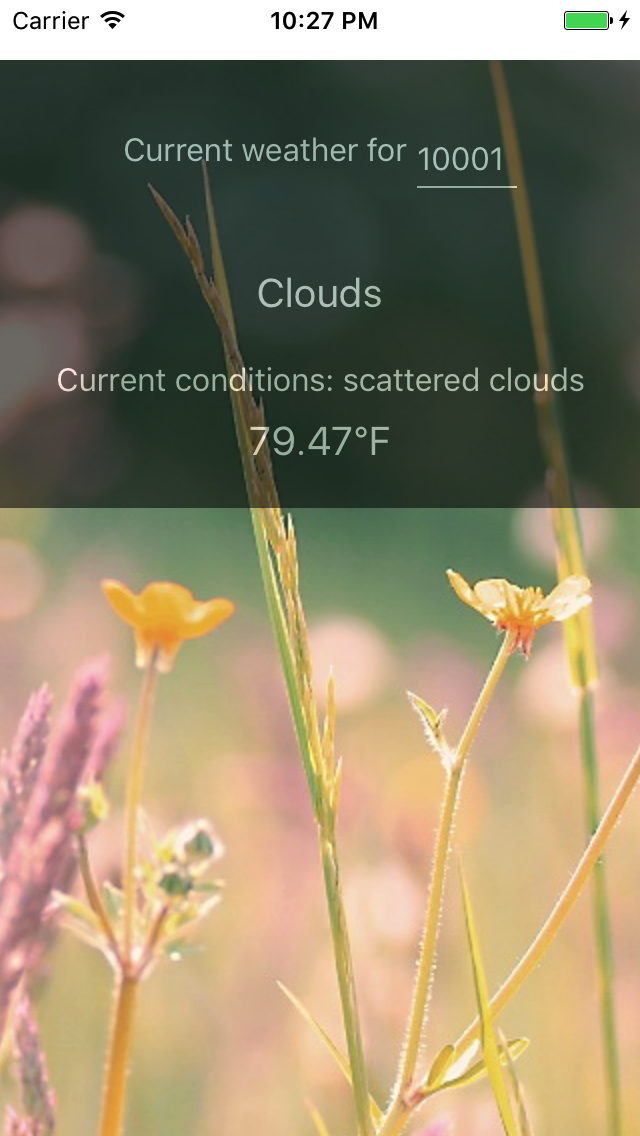 Carrier 10:27 PM
Current weather for 10001
Clouds
Current conditions: scattered clouds
79.47°F